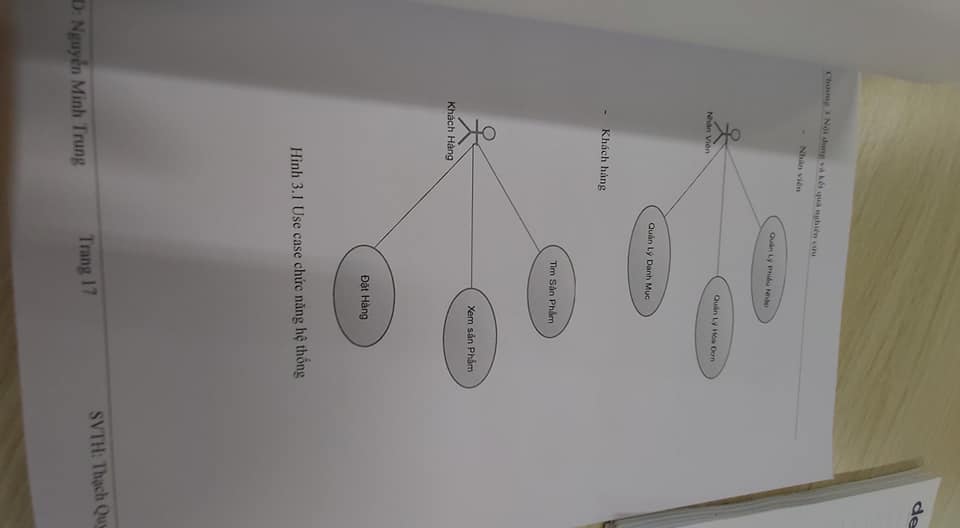 Chương 3 Nội dung và kết quả nghiên cứu
- Nhân viên
Quản Lý Phiếu Nhập
Nhân Viên
Quản Lý Hóa Đơn
Quản Lý Danh Mục
- Khách hàng
Tìm Sản Phẩm
Khách Hàng
Xem sản Phẩm
Đặt Hàng
Hình 3.1 Use case chức năng hệ thống
D: Nguyễn Minh Trung
Trang 17
SVTH: Thạch Quy
de